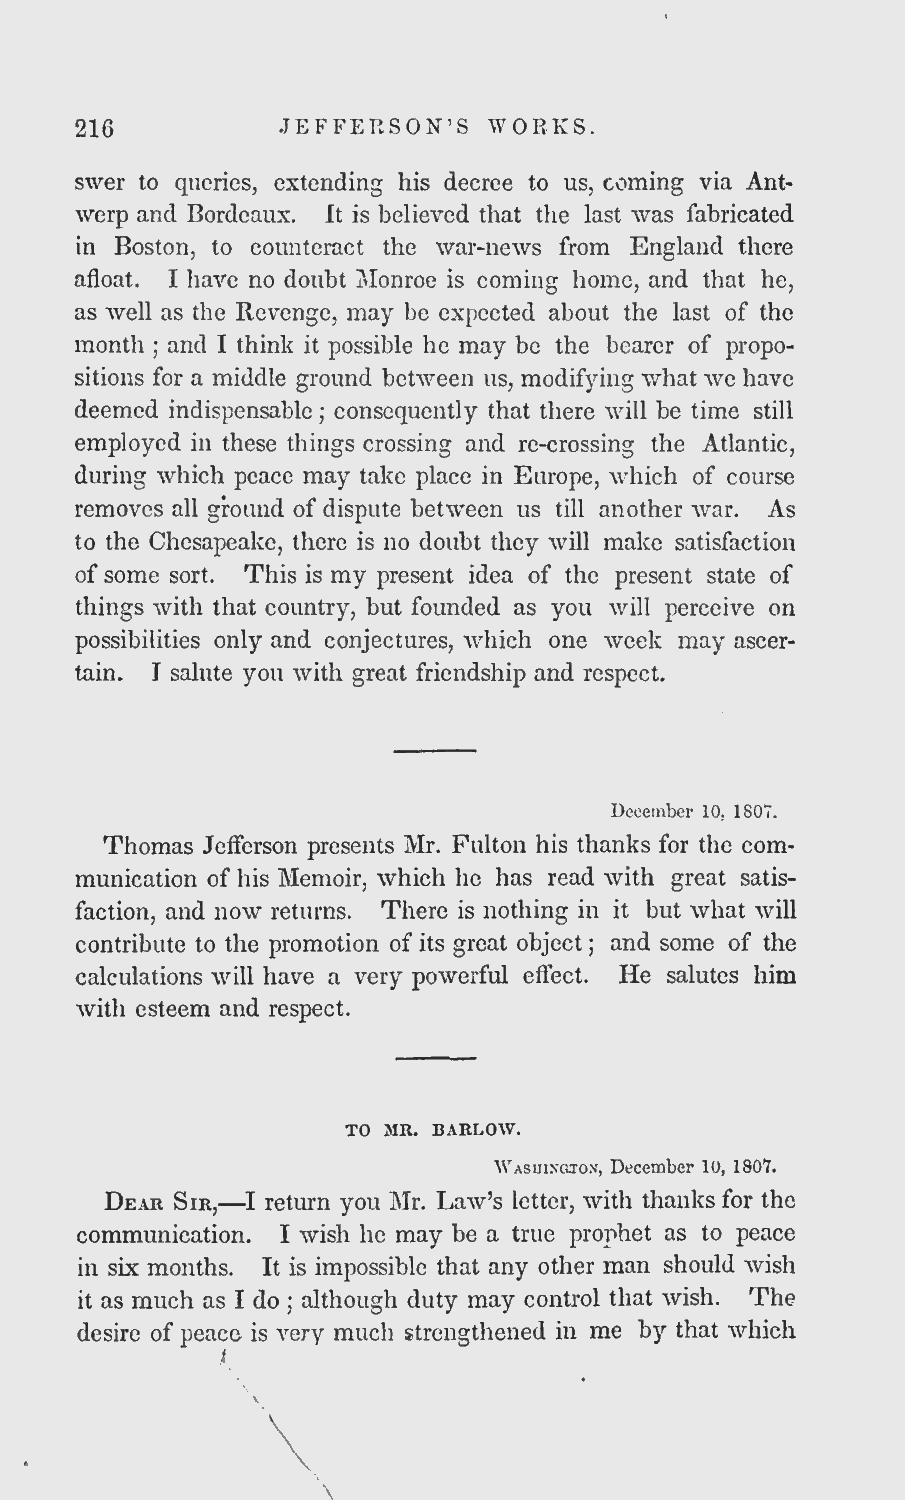 216 JEFFERSON'S WORKS.
swer to queries, extending his decree to us, coming via Ant-
werp and Bordeaux. It is believed that the last was fabricated
in Boston, to counteract the war-news from England there
afloat. I have no doubt Monroe is coming home, and that he,
as well as the Revenge, may be expected about the last of the
month ; and I think it possible he may be the bearer of propo-
sitions for a middle ground between us, modifying what we have
deemed indispensable ; consequently that there will be time still
employed in these things crossing and re-crossing the Atlantic,
during which peace may take place in Europe, which of course
removes all ground of dispute between us till another war. As
to the Chesapeake, there is no doubt they will make satisfaction
of some sort. This is my present idea of the present state of
things with that country, but founded as you will perceive on
possibilities only and conjectures, which one week may ascer-
tain. I salute you with great friendship and respect.
December 10, 1807.
Thomas Jefferson presents Mr. Fulton his thanks for the com-
munication of his Memoir, which he has read with great satis-
faction, and now returns. There is nothing in it but what will
contribute to the promotion of its great object ; and some of the
calculations will have a very powerful effect. He salutes him
with esteem and respect.
TO MR. BARLOW.
WASHINGTON, December 10, 1807.
DEAR SIR,—I return you Mr. Law's letter, with thanks for the
communication. I wish he may be a true prophet as to peace
in six months. It is impossible that any other man should wish
it as much as I do ; although duty may control that wish. The
desire of peace is very much strengthened in me by that which